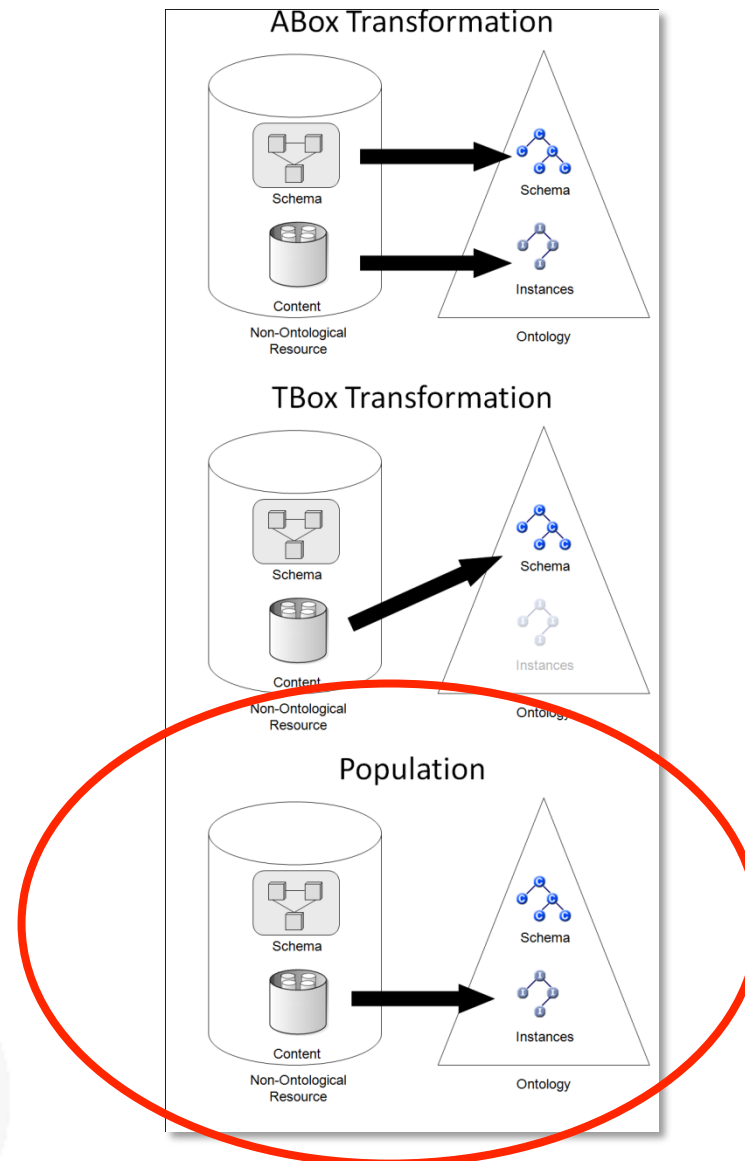 ABox Transformation
C
C
C
C
C
Schema
Schema
I
I
I
I
Instances
Content
Non-Ontological
Resource
Ontology
TBox Transformation
C
C
C
C
C
Schema
Schema
I
I
I
I
Instances
Content
Non-Ontological
Resource
Ontology
Population
C
C
C
C
C
Schema
Schema
I
I
I
I
Instances
Content
Non-Ontological
Resource
Ontology